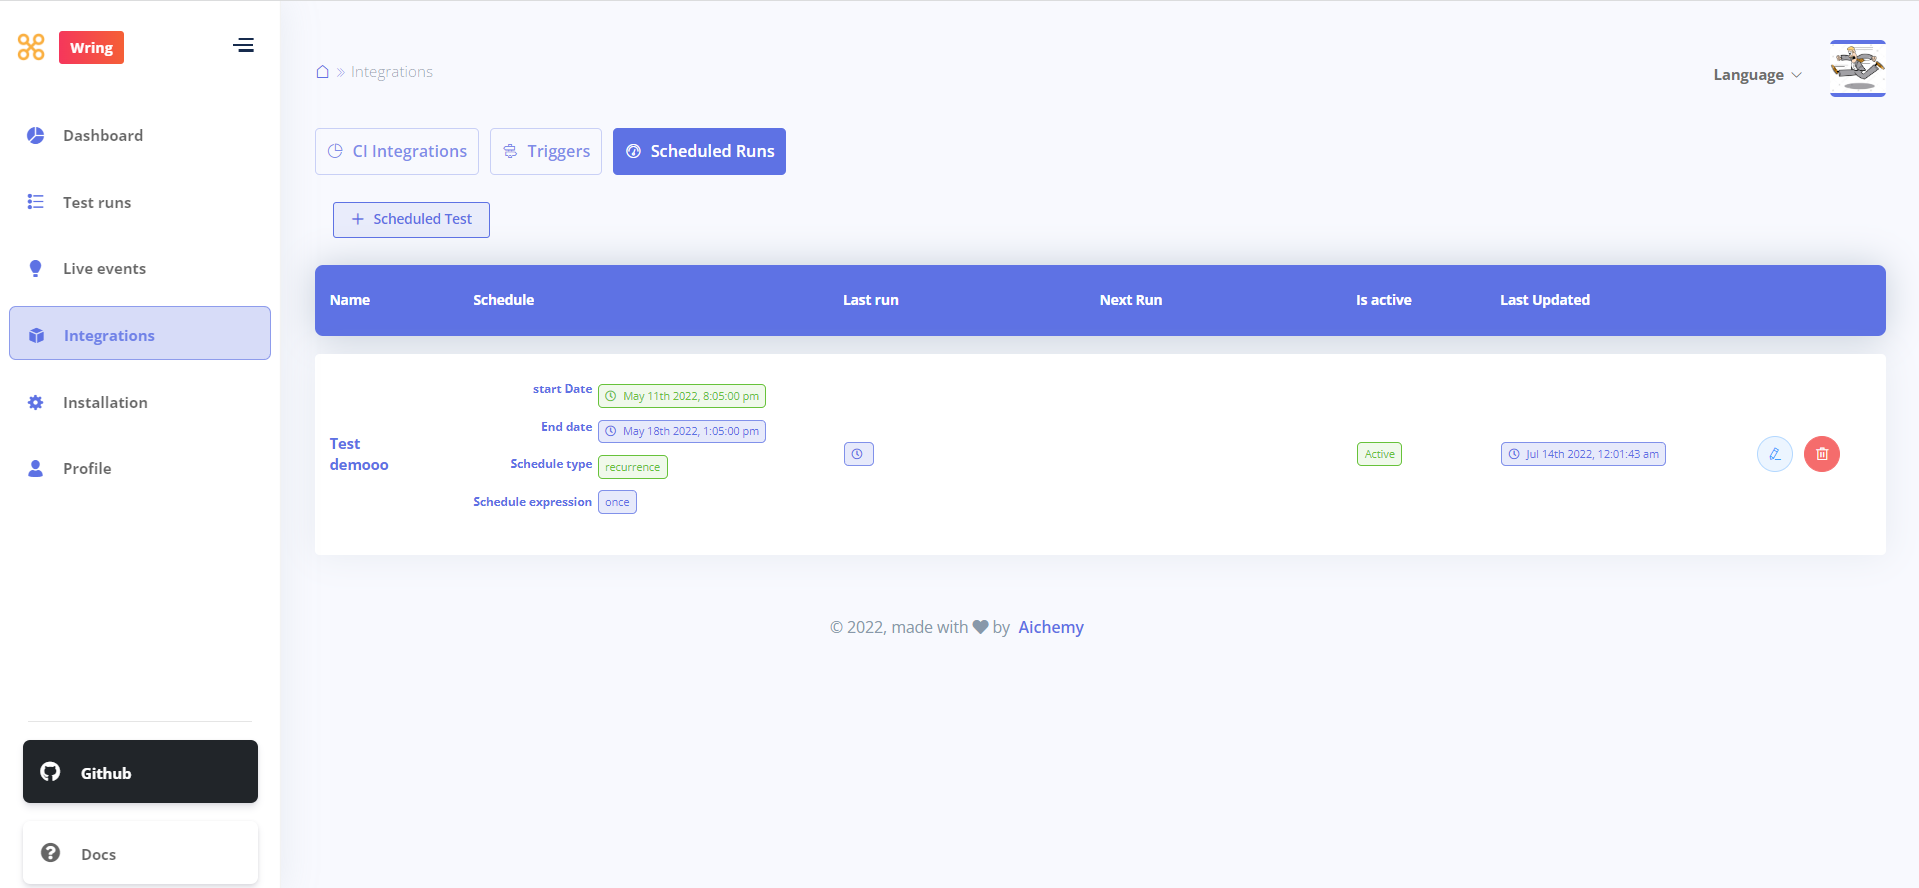 Wring
Dashboard
Test runs
Live events
Integrations
Installation
Profile
Github
Docs
Integrations
Language
CI Integrations
Triggers
Scheduled Runs
Scheduled Test
Name Schedule Last run Next Run Is active Last Updated
Test
demooo
start Date May 11th 2022, 8:05:00 pm
End date May 18th 2022, 1:05:00 pm
Schedule type recurrence
Schedule expression once
Active
Jul 14th 2022, 12:01:43 am
© 2022, made with by Aichemy